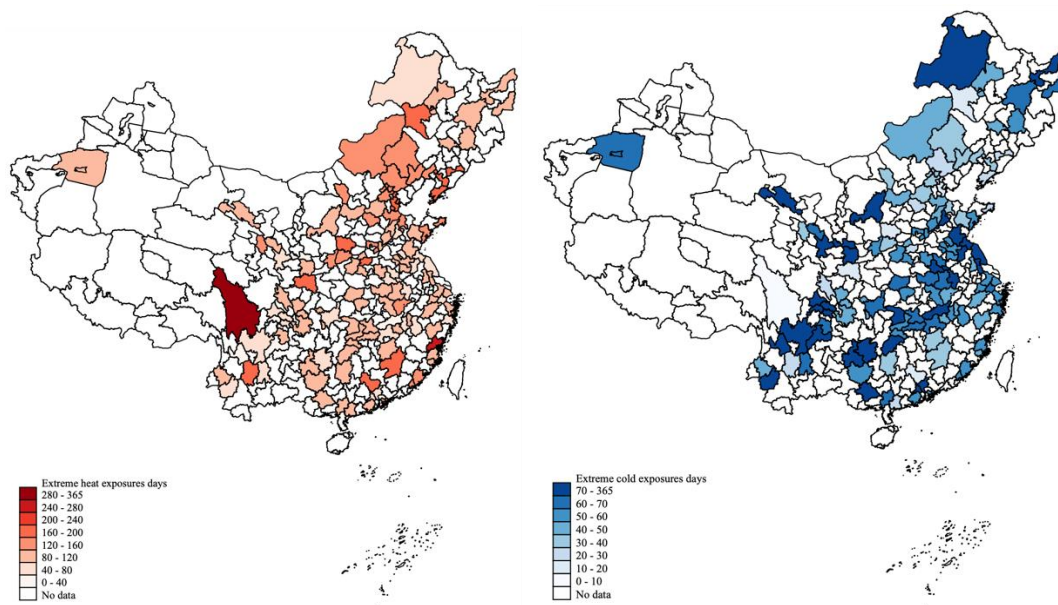 Extreme heat exposures days
280 - 365
240 - 280
200 - 240
160 - 200
120 - 160
80 - 120
40 - 80
0 - 40
No data
Extreme cold exposures days
70 - 365
60 - 70
50 - 60
40 - 50
30 - 40
20 - 30
10 - 20
0 - 10
No data